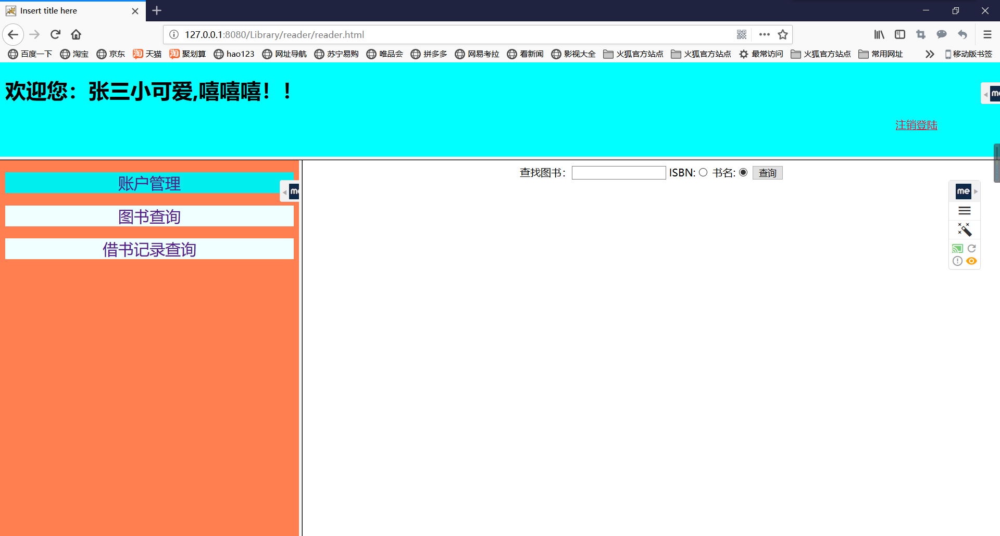 Insert title here
127.0.0.1:8080/Library/reader/reader.html
百度一下 淘宝 京东 天猫 聚划算 hao123 网址导航 苏宁易购 唯品会 拼多多 网易考拉 看新闻 影视大全 火狐官方站点 火狐官方站点 最常访问 火狐官方站点 常用网址 移动版书签
欢迎您：张三小可爱,嘻嘻嘻！！
me
注销登陆
查找图书： ISBN: 书名: 查询
账户管理
me
me
图书查询
借书记录查询